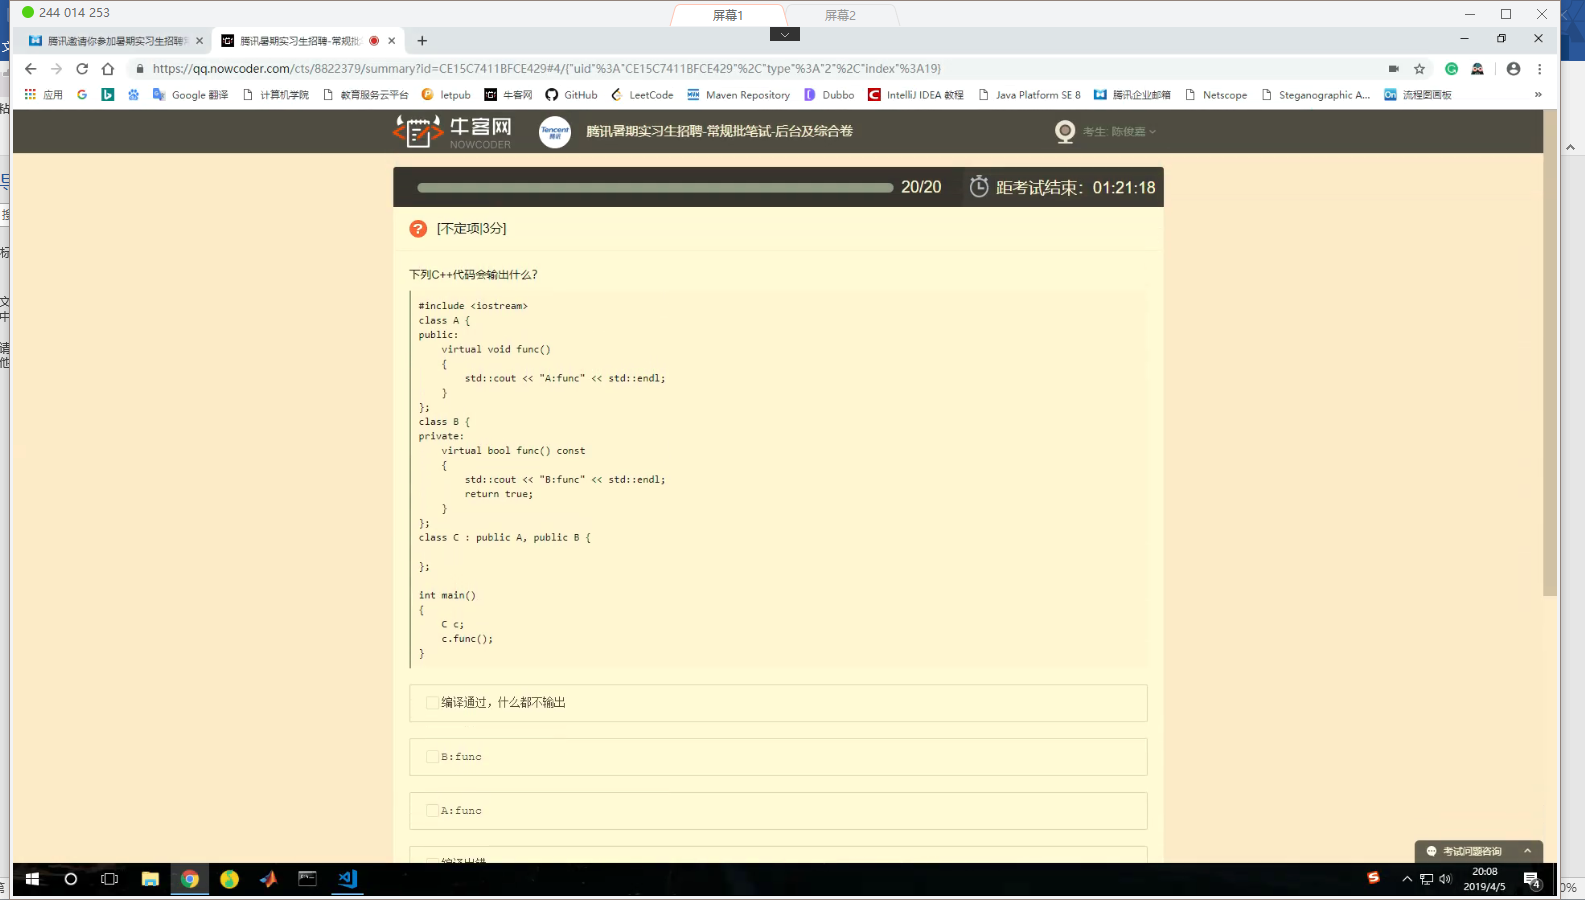 244 014 253
屏幕1
屏幕2
腾讯邀请你参加暑期实习生招聘
腾讯暑期实习生招聘-常规批
https://qq.nowcoder.com/cts/8822379/summary?id=CE15C7411BFCE429#4/{"uid"%3A"CE15C7411BFCE429"%2C"type"%3A"2"%2C"index"%3A19}
应用
Google 翻译
计算机学院
教育服务云平台
letpub
牛客网
GitHub
LeetCode
Maven Repository
Dubbo
IntelliJ IDEA 教程
Java Platform SE 8
腾讯企业邮箱
Netscope
Steganographic A...
流程图画板
»
牛客网
NOWCODER
Tencent 腾讯
腾讯暑期实习生招聘-常规批笔试-后台及综合卷
考生: 陈俊嘉
20/20
距考试结束：01:21:18
[不定项|3分]
下列C++代码会输出什么？
#include <iostream>
class A {
public:
virtual void func()
{
std::cout << "A:func" << std::endl;
}
};
class B {
private:
virtual bool func() const
{
std::cout << "B:func" << std::endl;
return true;
}
};
class C : public A, public B {
};
int main()
{
C c;
c.func();
}
编译通过，什么都不输出
B:func
A:func
编译出错
考试问题咨询
20:08
2019/4/5
4
0%